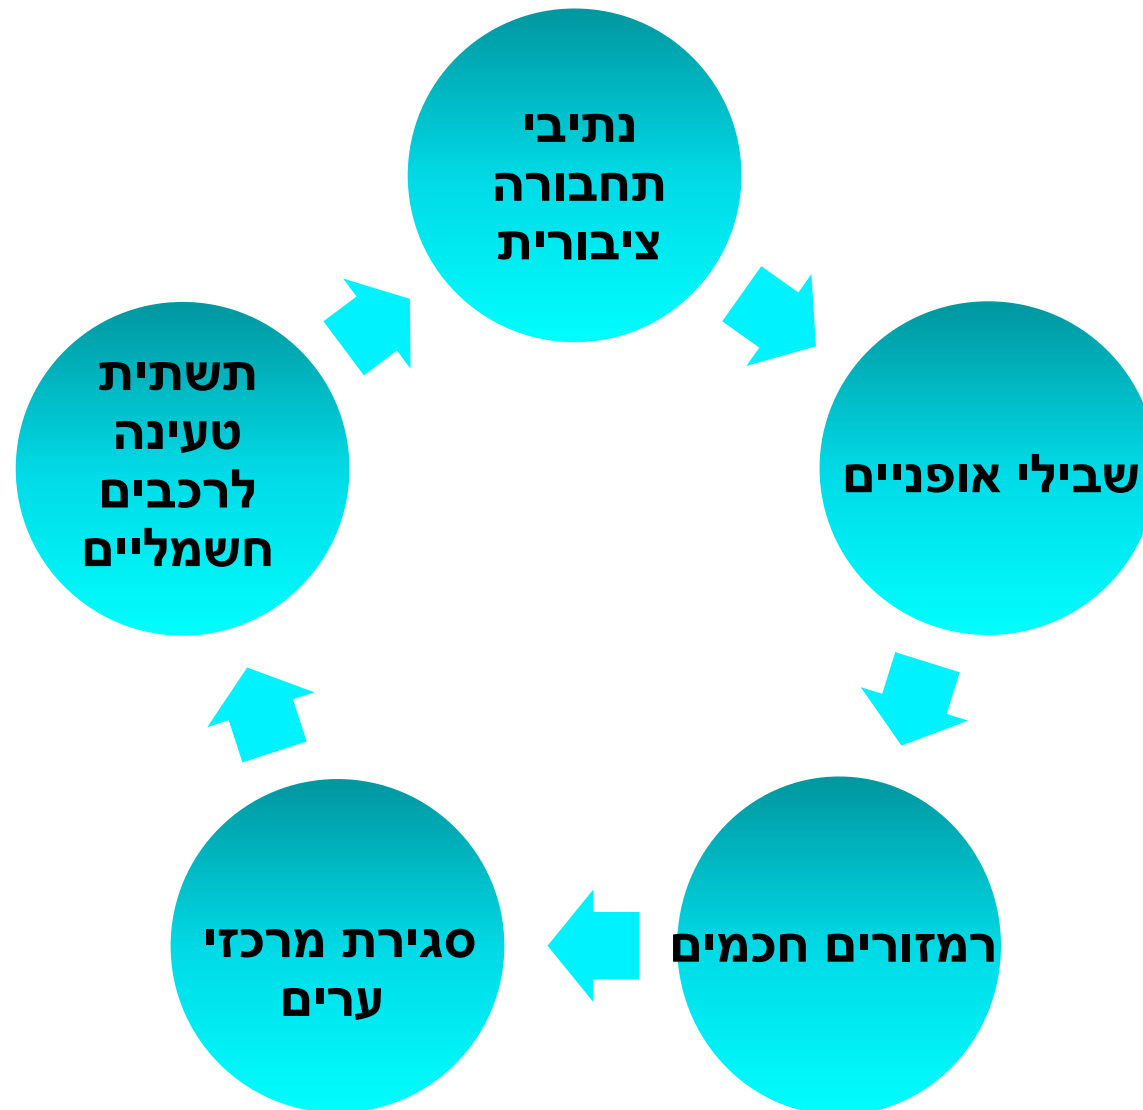 נתיבי
תחבורה
ציבורית
שבילי אופניים
רמזורים חכמים
סגירת מרכזי
ערים
תשתית
טעינה
לרכבים
חשמליים